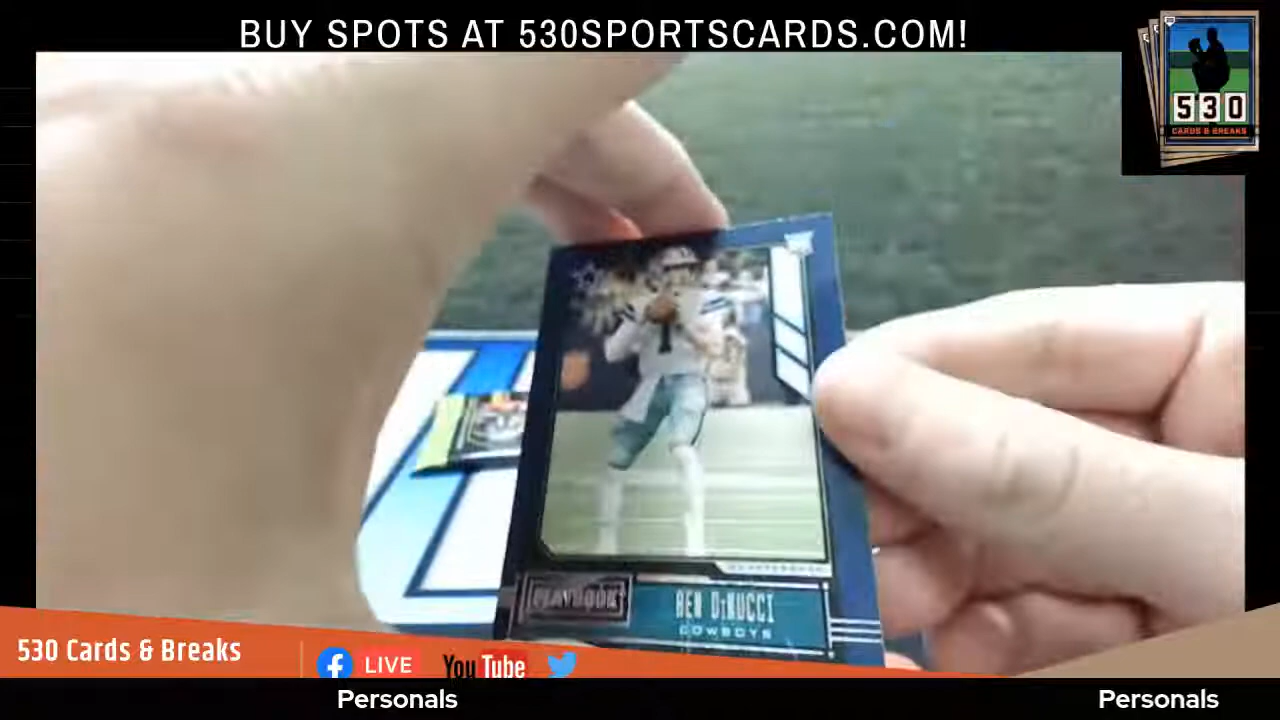 BUY SPOTS AT 530SPORTSCARDS.COM!
530
CARDS & BREAKS
1
PLAYBOOK
BEN DiNUCCI
COWBOYS
530 Cards & Breaks
LIVE
YouTube
Personals
Personals